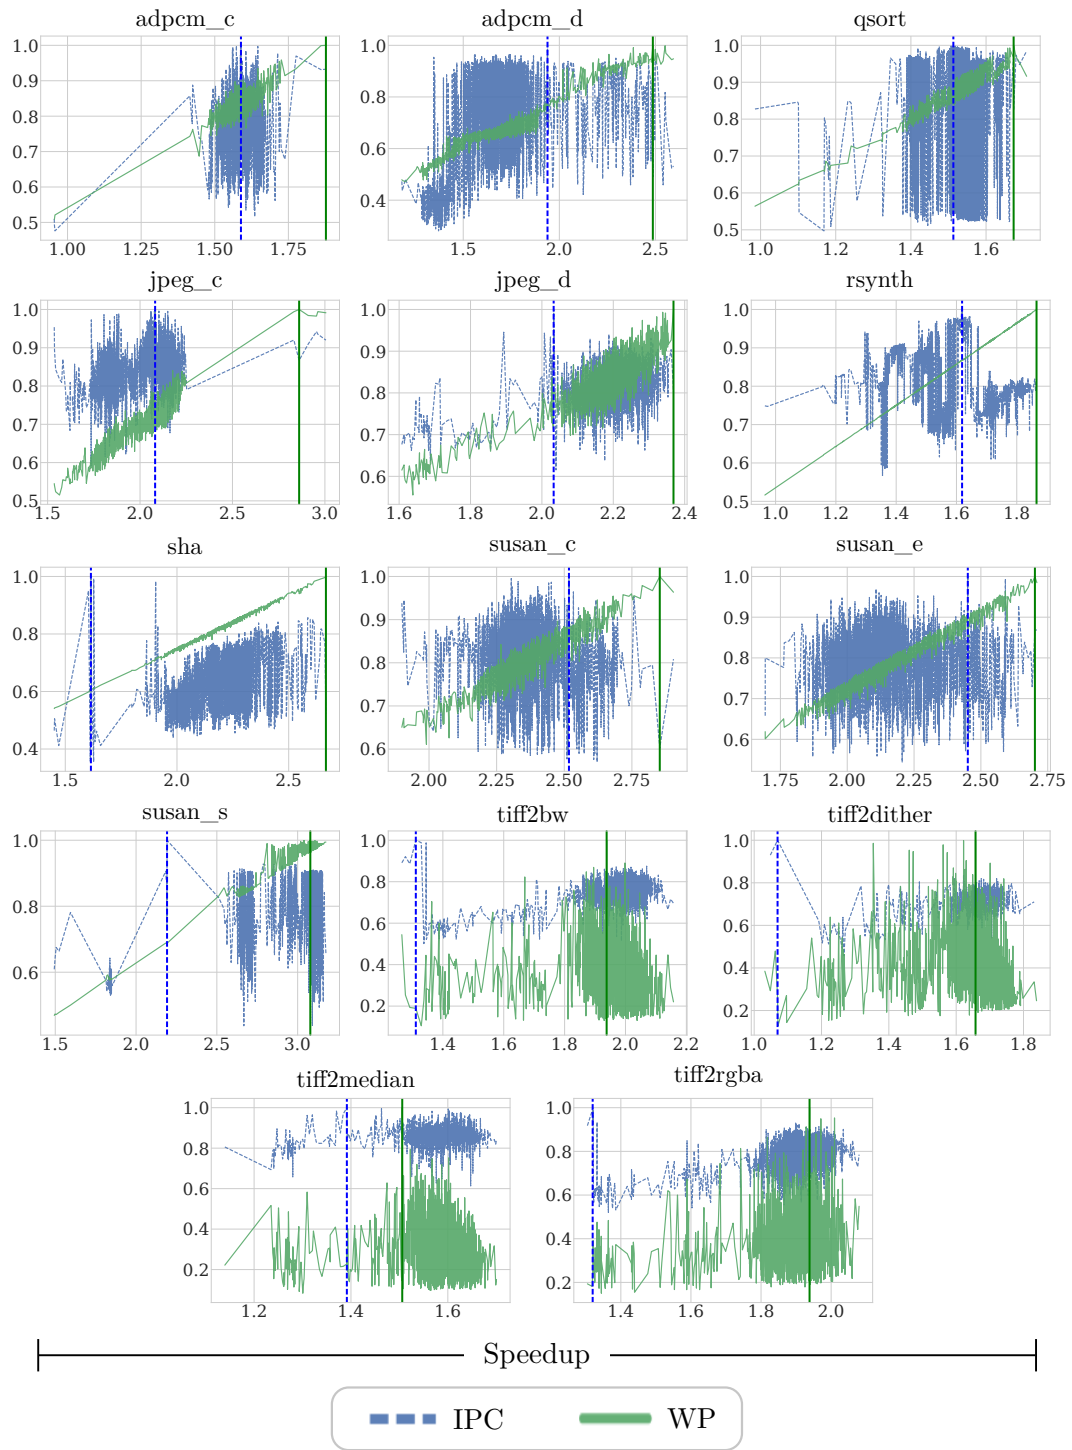 adpcm_c adpcm_d qsort
1.0 1.0 1.0
0.9 0.9
0.8 0.8 0.8
0.7 0.6 0.7
0.6 0.4 0.6
0.5 0.5
1.00 1.25 1.50 1.75 1.5 2.0 2.5 1.0 1.2 1.4 1.6
jpeg_c jpeg_d rsynth
1.0 1.0 1.0
0.9 0.9 0.9
0.8 0.8 0.8
0.7 0.7 0.7
0.6 0.6 0.6
0.5 0.5
1.5 2.0 2.5 3.0 1.6 1.8 2.0 2.2 2.4 1.0 1.2 1.4 1.6 1.8
sha susan_c susan_e
1.0 1.0 1.0
0.9 0.9
0.8 0.8 0.8
0.6 0.7 0.7
0.4 0.6 0.6
1.5 2.0 2.5 2.00 2.25 2.50 2.75 1.75 2.00 2.25 2.50 2.75
susan_s tiff2bw tiff2dither
1.0 1.0 1.0
0.8 0.8 0.8
0.6 0.6 0.6
0.4 0.4
0.2 0.2
1.5 2.0 2.5 3.0 1.4 1.6 1.8 2.0 2.2 1.0 1.2 1.4 1.6 1.8
tiff2median tiff2rgba
1.0 1.0
0.8 0.8
0.6 0.6
0.4 0.4
0.2 0.2
1.2 1.4 1.6 1.4 1.6 1.8 2.0
Speedup
IPC WP